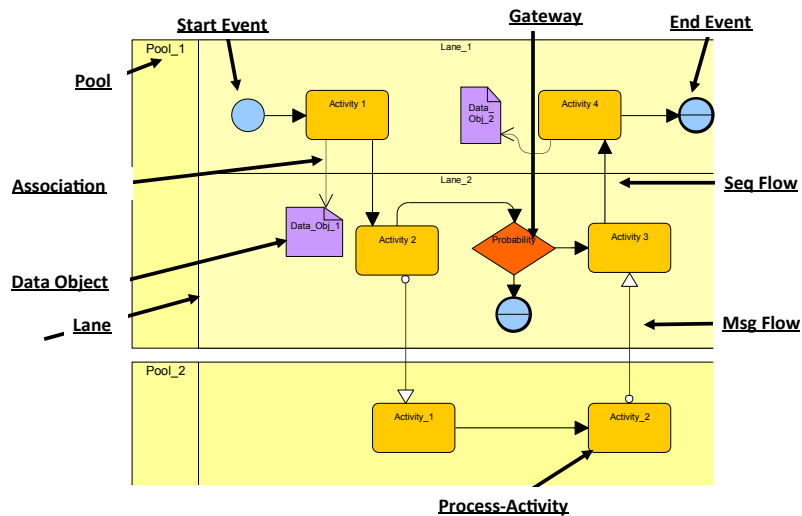 Gateway
Start Event
End Event
Pool_1
Lane_1
Pool
Activity 1
Data_
Obj_2
Activity 4
Association
Lane_2
Seq Flow
Data_Obj_1
Activity 2
Probability
Activity 3
Data Object
Lane
Msg Flow
Pool_2
Activity_1
Activity_2
Process-Activity